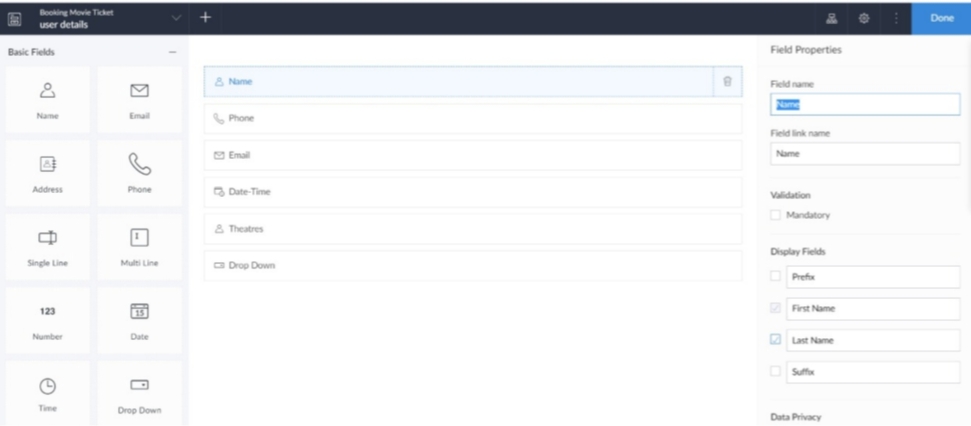 Booking Movie Ticket
user details
Done
Basic Fields
Name
Email
Address
Phone
Single Line
Multi Line
123
Number
15
Date
Time
Drop Down
Name
Phone
Email
Date-Time
Theatres
Drop Down
Field Properties
Field name
Name
Field link name
Name
Validation
Mandatory
Display Fields
Prefix
First Name
Last Name
Suffix
Data Privacy